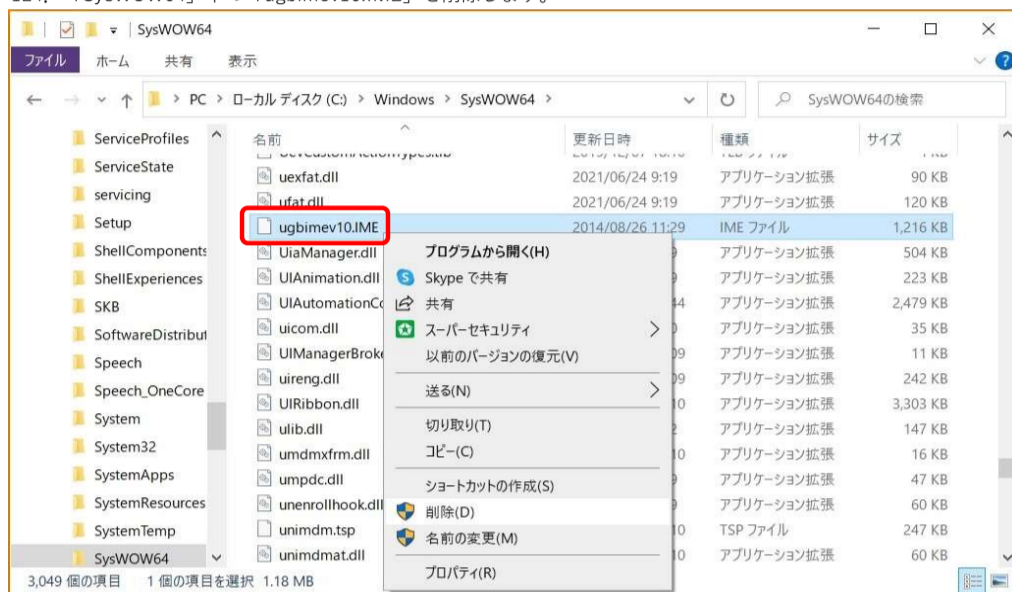 SysWOW64
ファイル ホーム 共有 表示
PC > ローカル ディスク (C:) > Windows > SysWOW64 > SysWOW64の検索
名前 更新日時 種類 サイズ
ServiceProfiles
ServiceState uexfat.dll 2021/06/24 9:19 アプリケーション拡張 90 KB
servicing ufat.dll 2021/06/24 9:19 アプリケーション拡張 120 KB
Setup ugbimev10.IME 2014/08/26 11:29 IME ファイル 1,216 KB
ShellComponents UiaManager.dll プログラムから開く(H) アプリケーション拡張 504 KB
ShellExperiences UIAnimation.dll Skype で共有 アプリケーション拡張 223 KB
SKB 共有 アプリケーション拡張 2,479 KB
SoftwareDistribut uicom.dll スーパーセキュリティ アプリケーション拡張 35 KB
Speech 以前のバージョンの復元(V) アプリケーション拡張 11 KB
Speech_OneCore uireng.dll 送る(N) アプリケーション拡張 242 KB
System UIRibbon.dll アプリケーション拡張 3,303 KB
System32 ulib.dll 切り取り(T) アプリケーション拡張 147 KB
SystemApps umdmxfrm.dll コピー(C) アプリケーション拡張 16 KB
SystemResources umpdc.dll ショートカットの作成(S) アプリケーション拡張 47 KB
SystemTemp unenrollhook.dll 削除(D) アプリケーション拡張 60 KB
SysWOW64 unimdm.tsp 名前の変更(M) TSP ファイル 247 KB
unimdmat.dll プロパティ(R) アプリケーション拡張 60 KB
3,049 個の項目 1 個の項目を選択 1.18 MB